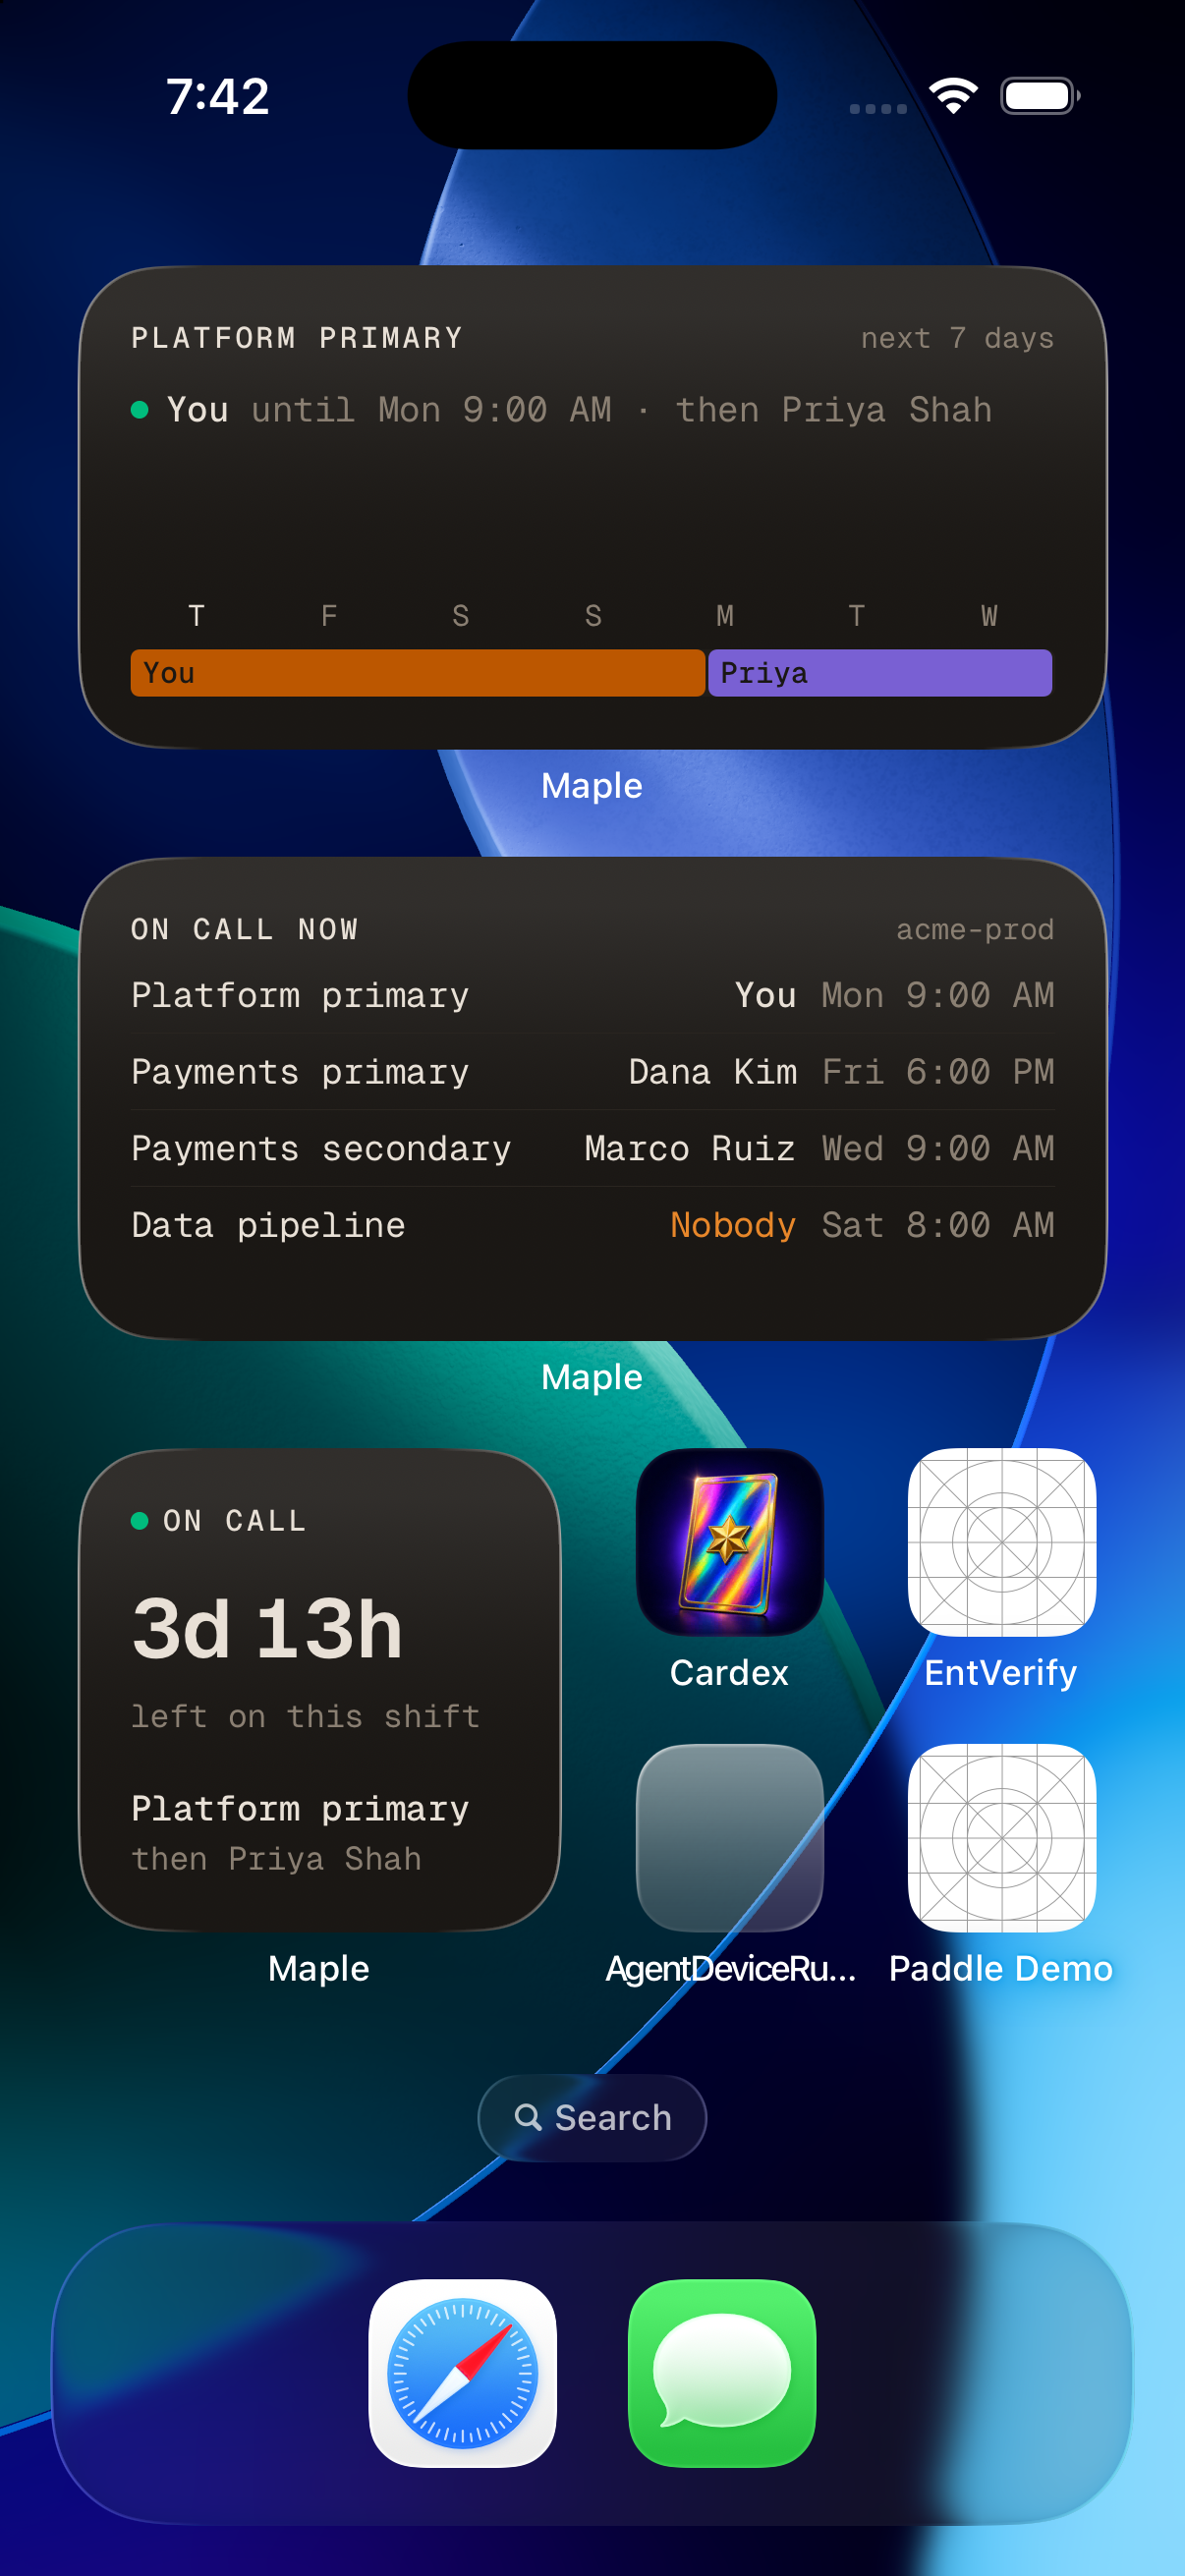 7:42
PLATFORM PRIMARY next 7 days
You until Mon 9:00 AM · then Priya Shah
T F S S M T W
You Priya
Maple
ON CALL NOW acme-prod
Platform primary You Mon 9:00 AM
Payments primary Dana Kim Fri 6:00 PM
Payments secondary Marco Ruiz Wed 9:00 AM
Data pipeline Nobody Sat 8:00 AM
Maple
ON CALL
3d 13h
left on this shift
Platform primary
then Priya Shah
Maple
Cardex EntVerify
AgentDeviceRu... Paddle Demo
Search